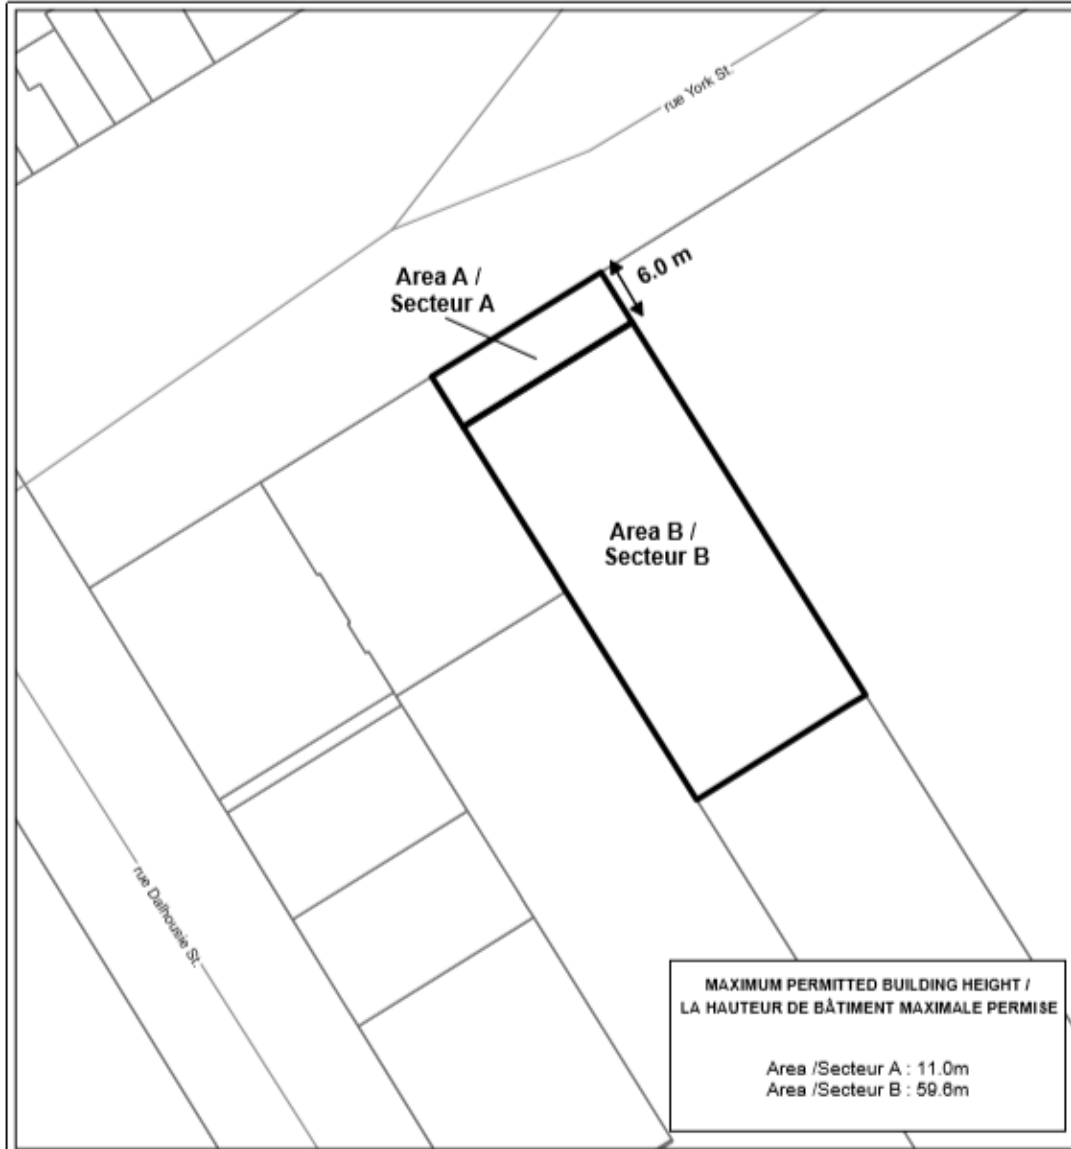 rue York St.
6.0 m
Area A /
Secteur A
Area B /
Secteur B
rue Dalhousie St.
MAXIMUM PERMITTED BUILDING HEIGHT /
LA HAUTEUR DE BÂTIMENT MAXIMALE PERMISE
Area /Secteur A : 11.0m
Area /Secteur B : 59.6m